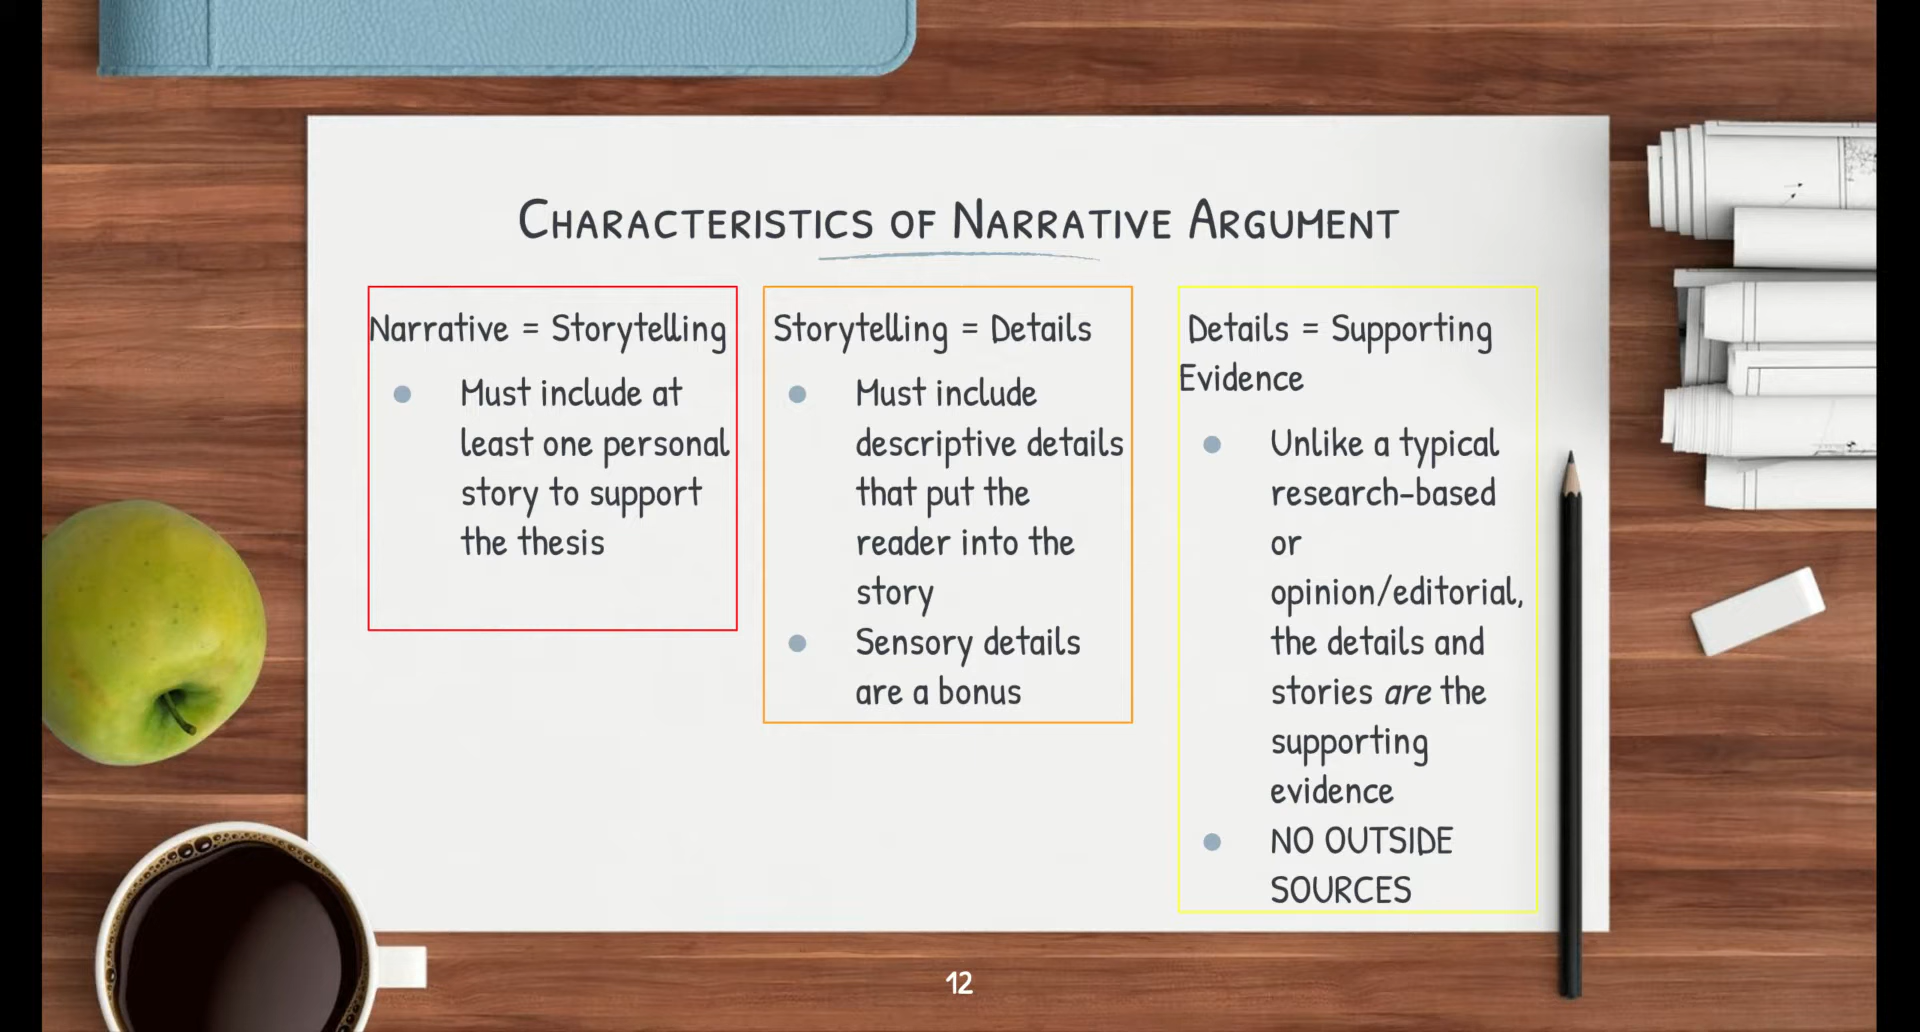 Characteristics of Narrative Argument
Narrative = Storytelling
Must include at
least one personal
story to support
the thesis
Storytelling = Details
Must include
descriptive details
that put the
reader into the
story
Sensory details
are a bonus
Details = Supporting
Evidence
Unlike a typical
research-based
or
opinion/editorial,
the details and
stories are the
supporting
evidence
NO OUTSIDE
SOURCES
12